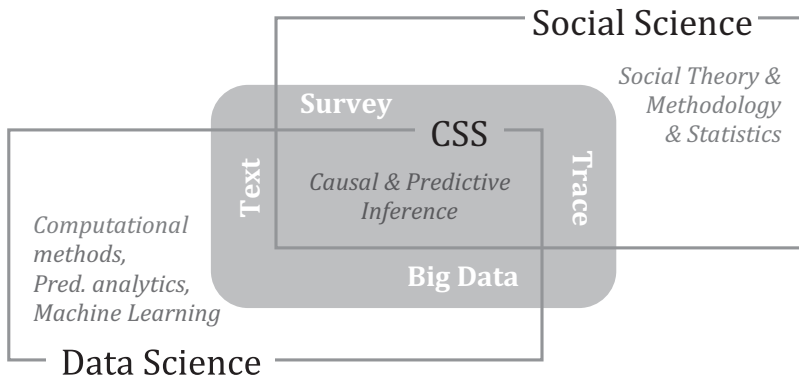 Social Science
Social Theory &
Methodology
& Statistics
Survey
CSS
Text
Trace
Causal & Predictive
Inference
Computational
methods,
Pred. analytics,
Machine Learning
Big Data
Data Science